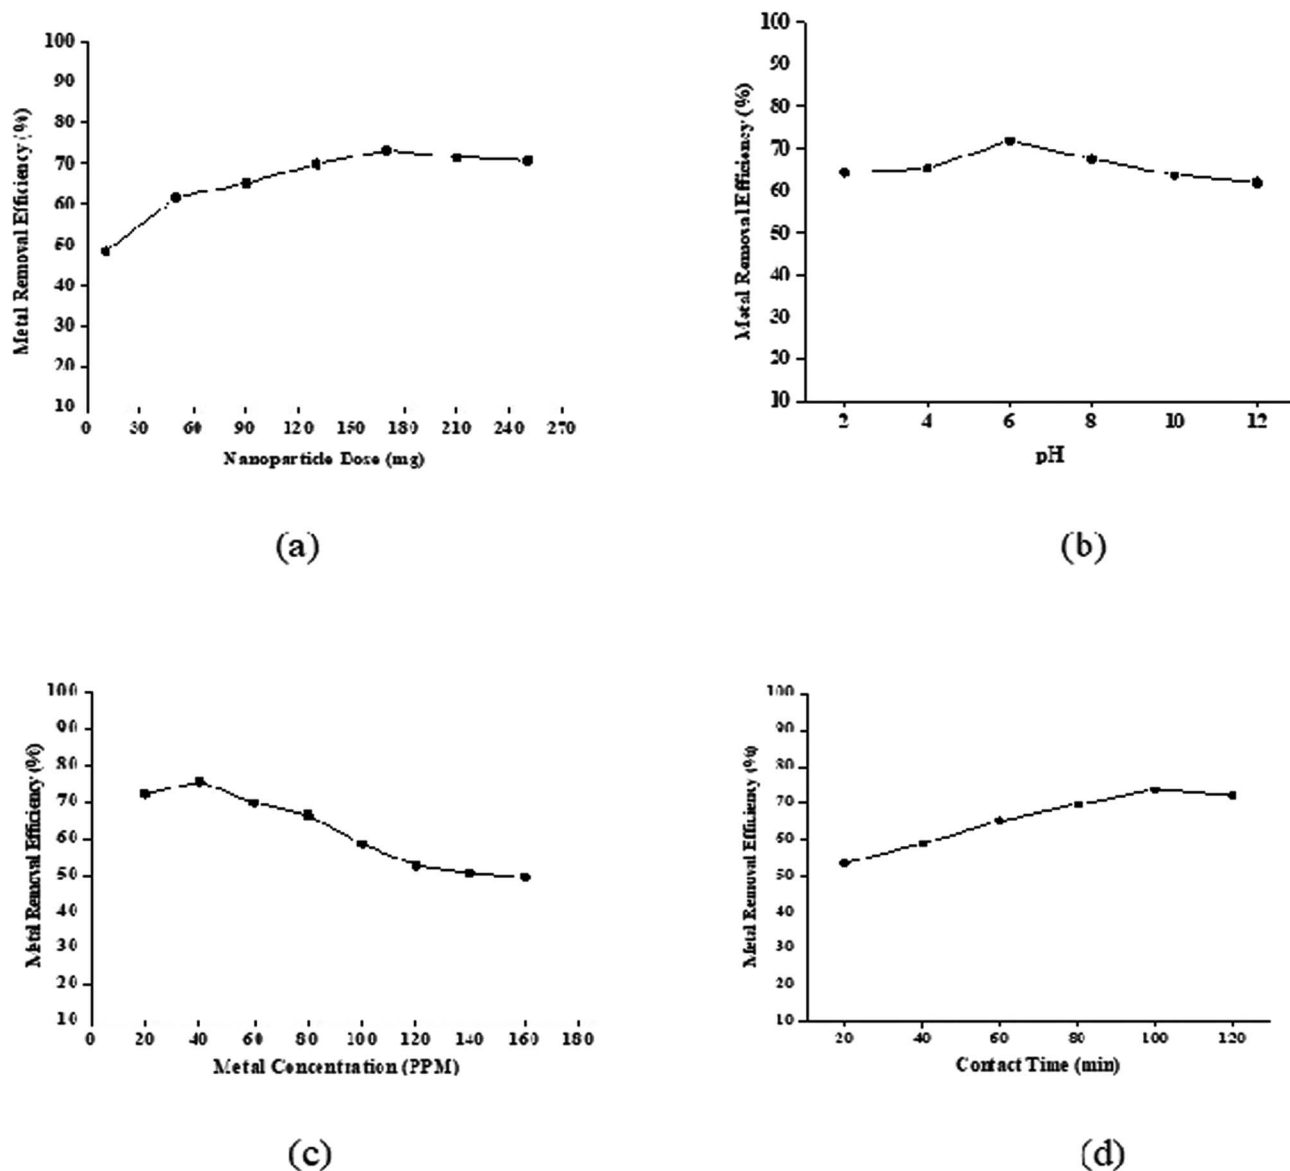 100
90
80
70
60
50
40
30
20
10
Metal Removal Efficiency (%)
0 30 60 90 120 150 180 210 240 270
Nanoparticle Dose (mg)
(a)
100
90
80
70
60
50
40
30
20
10
Metal Removal Efficiency (%)
2 4 6 8 10 12
pH
(b)
100
90
80
70
60
50
40
30
20
10
Metal Removal Efficiency (%)
0 20 40 60 80 100 120 140 160 180
Metal Concentration (PPM)
(c)
100
90
80
70
60
50
40
30
20
10
Metal Removal Efficiency (%)
20 40 60 80 100 120
Contact Time (min)
(d)